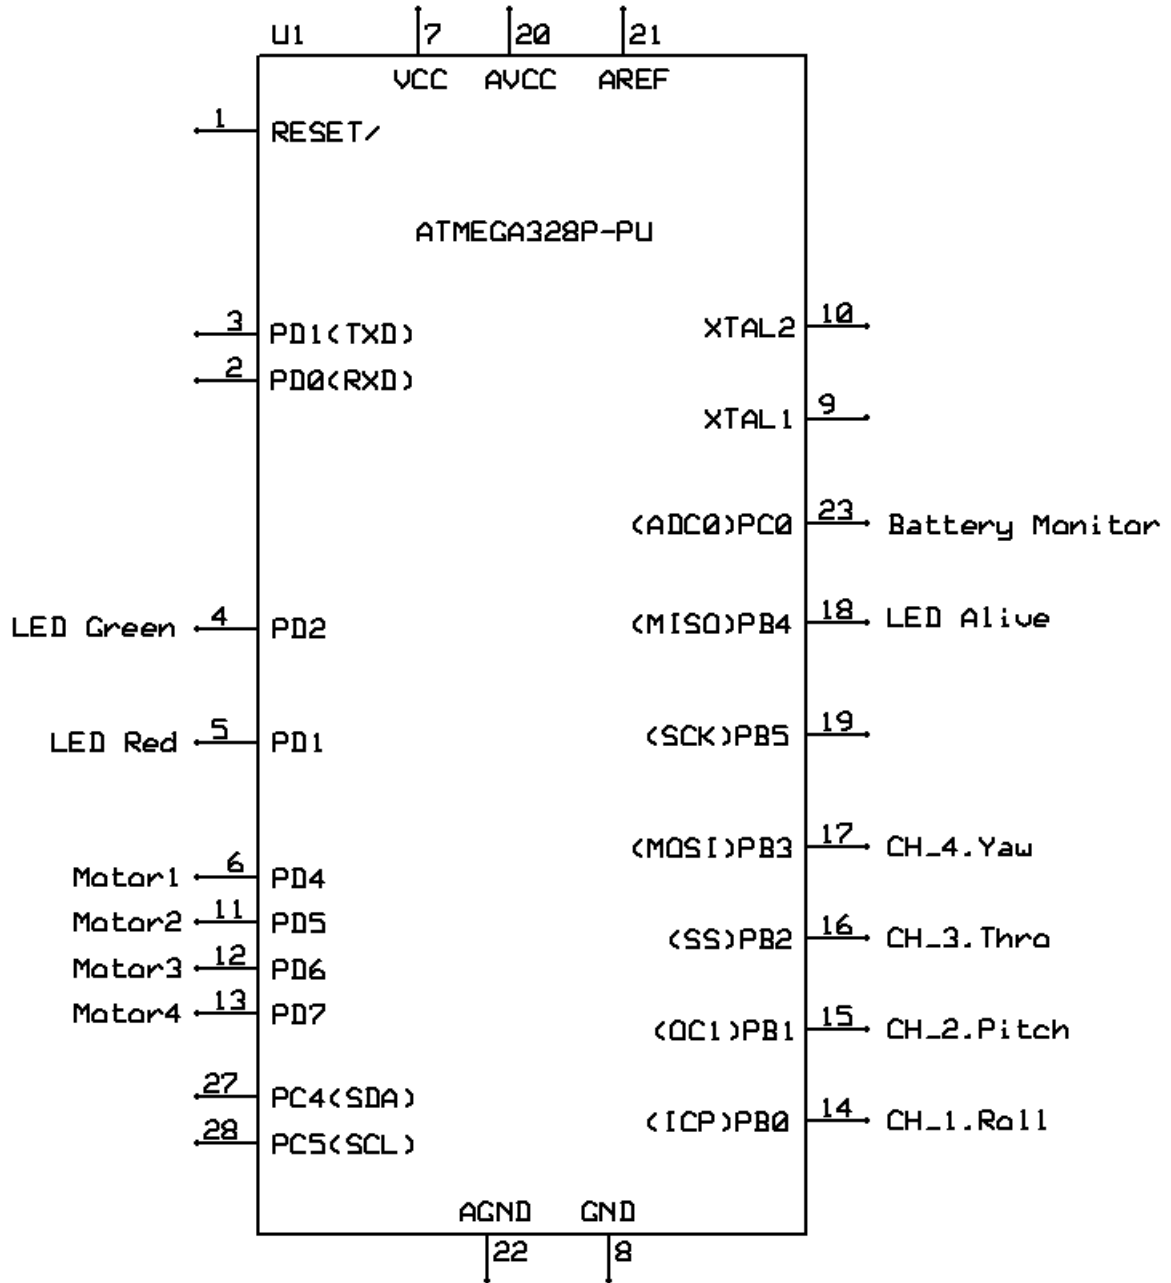 U1 7 20 21
VCC AVCC AREF
1 RESET/
ATMEGA328P-PU
3 PD1(TXD)
XTAL2 10
2 PD0(RXD)
XTAL1 9
(ADC0)PC0 23 Battery Monitor
LED Green 4 PD2
(MISO)PB4 18 LED Alive
LED Red 5 PD1
(SCK)PB5 19
(MOSI)PB3 17 CH_4.Yaw
Motor1 6 PD4
Motor2 11 PD5
(SS)PB2 16 CH_3.Thro
Motor3 12 PD6
Motor4 13 PD7
(OC1)PB1 15 CH_2.Pitch
27 PC4(SDA)
(ICP)PB0 14 CH_1.Roll
28 PC5(SCL)
AGND GND
22 8